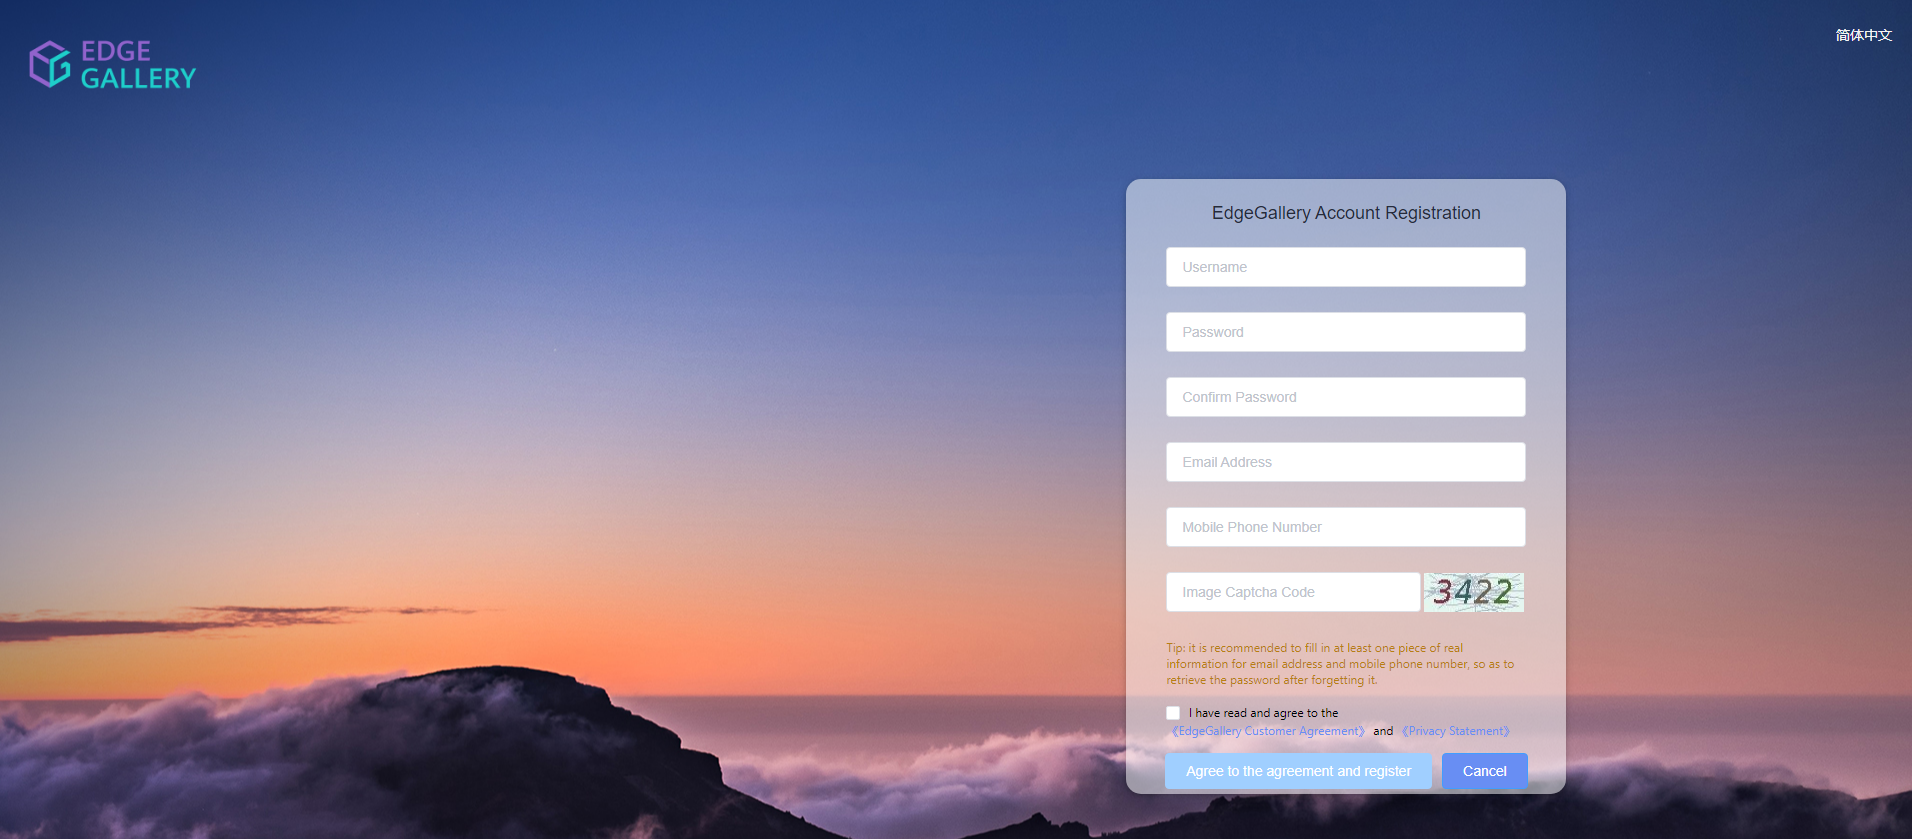 EDGE
GALLERY
简体中文
EdgeGallery Account Registration
Username
Password
Confirm Password
Email Address
Mobile Phone Number
Image Captcha Code
3422
Tip: it is recommended to fill in at least one piece of real
information for email address and mobile phone number, so as to
retrieve the password after forgetting it.
I have read and agree to the
《EdgeGallery Customer Agreement》 and 《Privacy Statement》
Agree to the agreement and register
Cancel